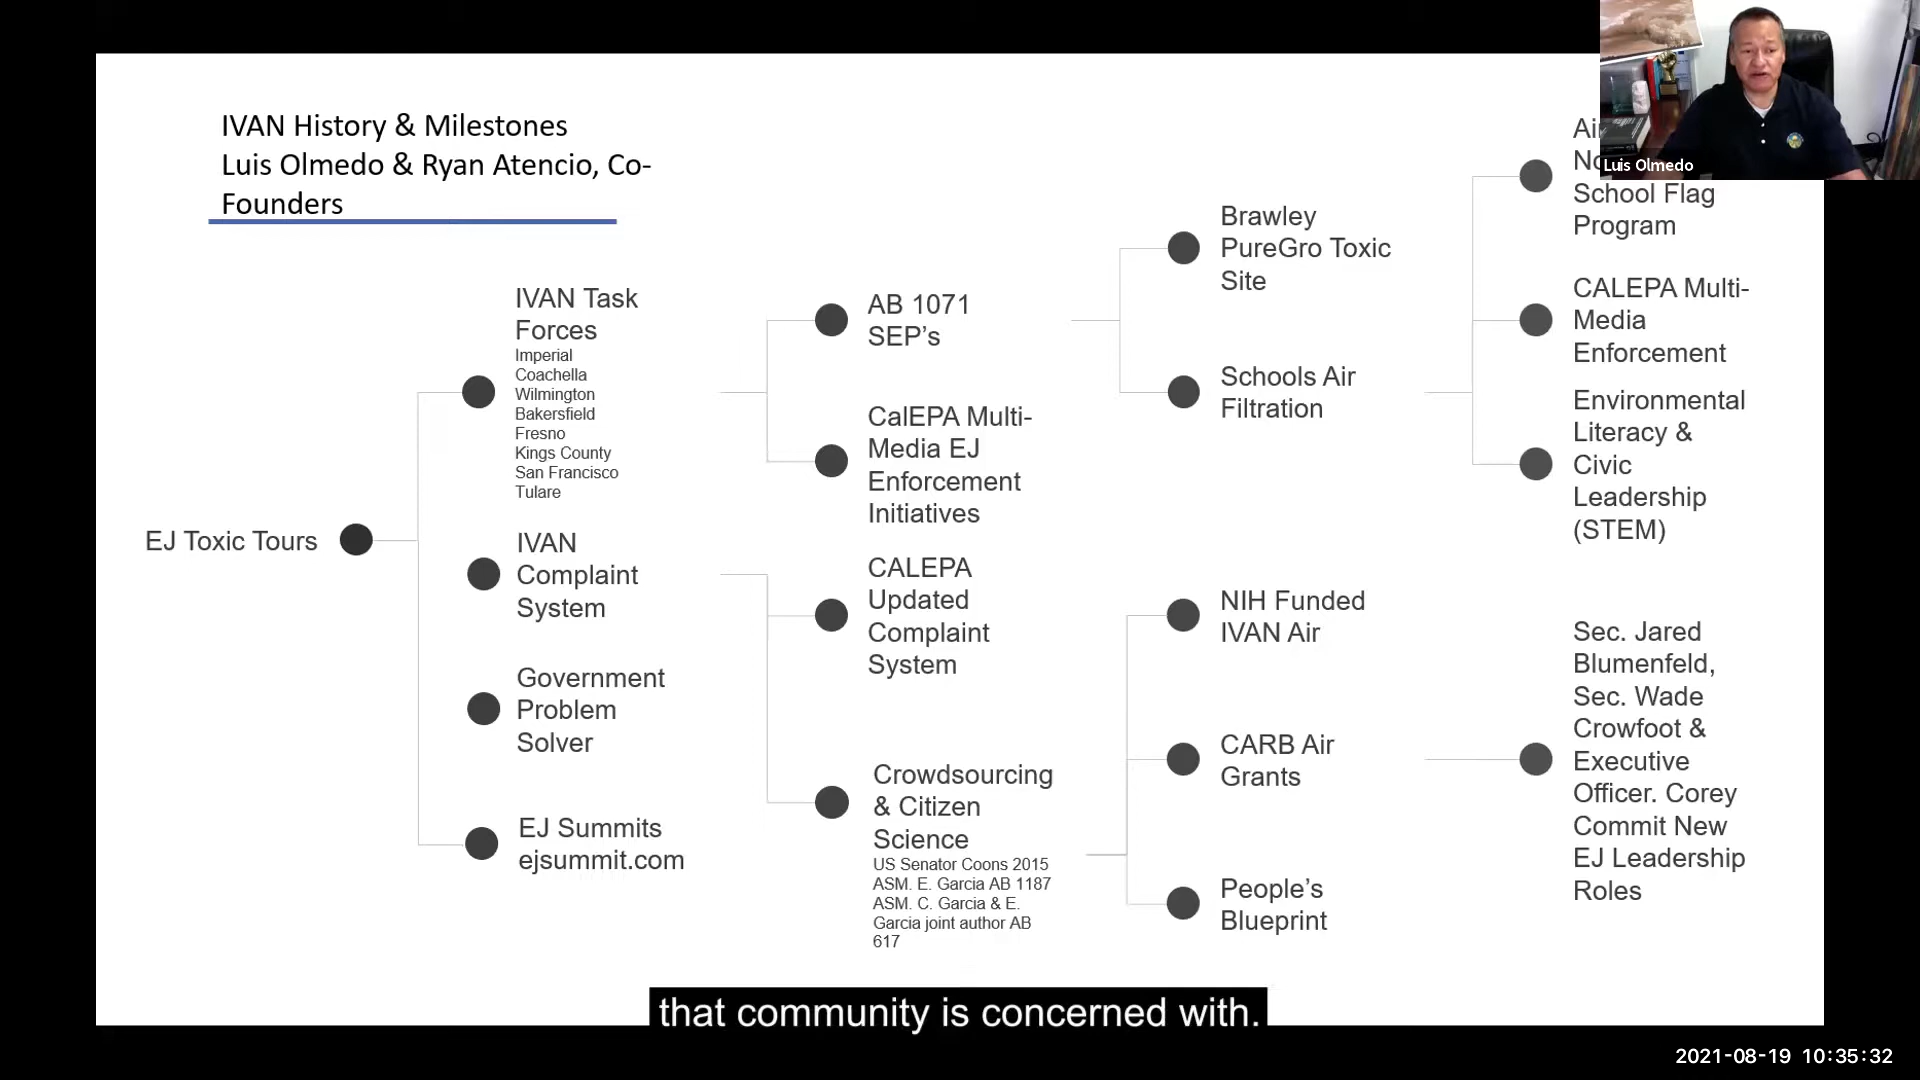 IVAN History & Milestones
Luis Olmedo & Ryan Atencio, Co-
Founders
EJ Toxic Tours
IVAN Task
Forces
Imperial
Coachella
Wilmington
Bakersfield
Fresno
Kings County
San Francisco
Tulare
IVAN
Complaint
System
Government
Problem
Solver
EJ Summits
ejsummit.com
AB 1071
SEP’s
CalEPA Multi-
Media EJ
Enforcement
Initiatives
CALEPA
Updated
Complaint
System
Crowdsourcing
& Citizen
Science
US Senator Coons 2015
ASM. E. Garcia AB 1187
ASM. C. Garcia & E.
Garcia joint author AB
617
Brawley
PureGro Toxic
Site
Schools Air
Filtration
NIH Funded
IVAN Air
CARB Air
Grants
People’s
Blueprint
School Flag
Program
CALEPA Multi-
Media
Enforcement
Environmental
Literacy &
Civic
Leadership
(STEM)
Sec. Jared
Blumenfeld,
Sec. Wade
Crowfoot &
Executive
Officer. Corey
Commit New
EJ Leadership
Roles
Luis Olmedo
that community is concerned with.
2021-08-19 10:35:32